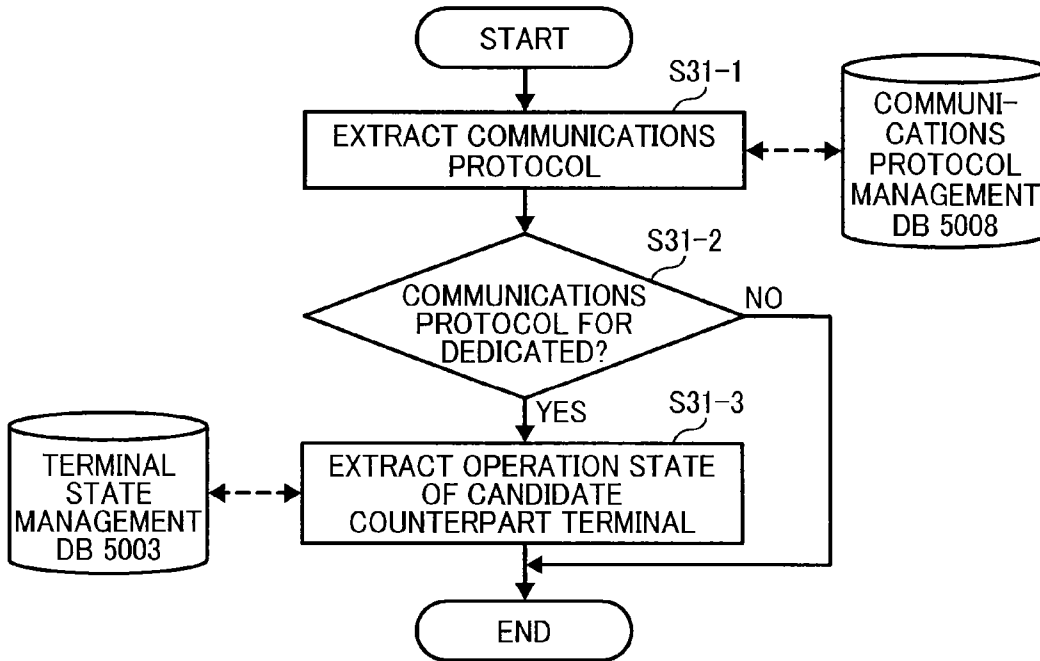 START
S31-1
EXTRACT COMMUNICATIONS
PROTOCOL
COMMUNI-
CATIONS
PROTOCOL
MANAGEMENT
DB 5008
S31-2
COMMUNICATIONS
PROTOCOL FOR
DEDICATED?
NO
YES
S31-3
TERMINAL
STATE
MANAGEMENT
DB 5003
EXTRACT OPERATION STATE
OF CANDIDATE
COUNTERPART TERMINAL
END